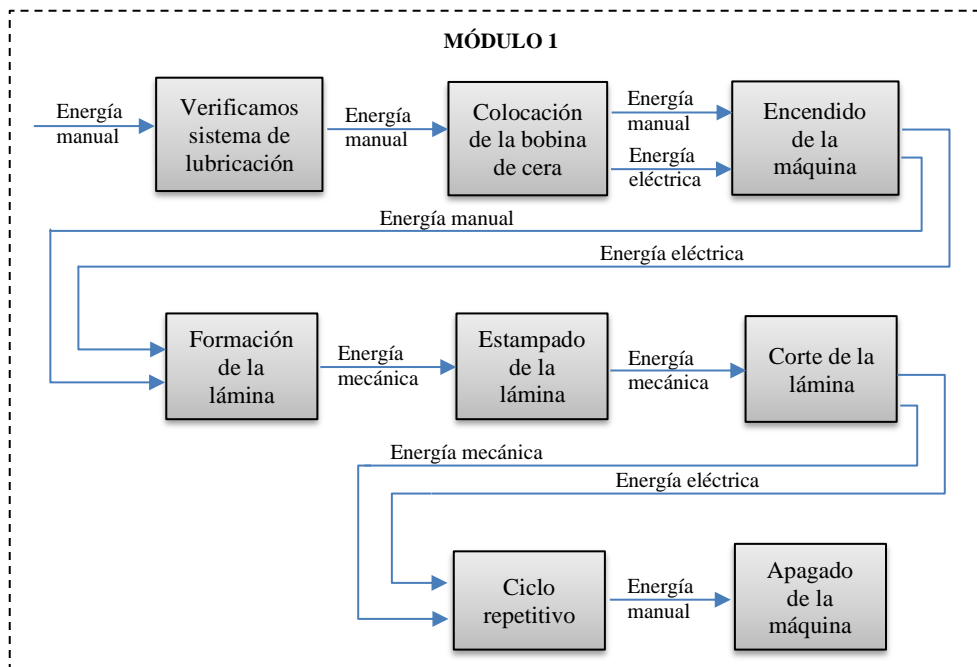 MÓDULO 1
Energía
manual
Verificamos
sistema de
lubricación
Energía
manual
Colocación
de la bobina
de cera
Energía
manual
Energía
eléctrica
Encendido
de la
máquina
Energía manual
Energía eléctrica
Formación
de la
lámina
Energía
mecánica
Estampado
de la
lámina
Energía
mecánica
Corte de la
lámina
Energía mecánica
Energía eléctrica
Ciclo
repetitivo
Energía
manual
Apagado
de la
máquina